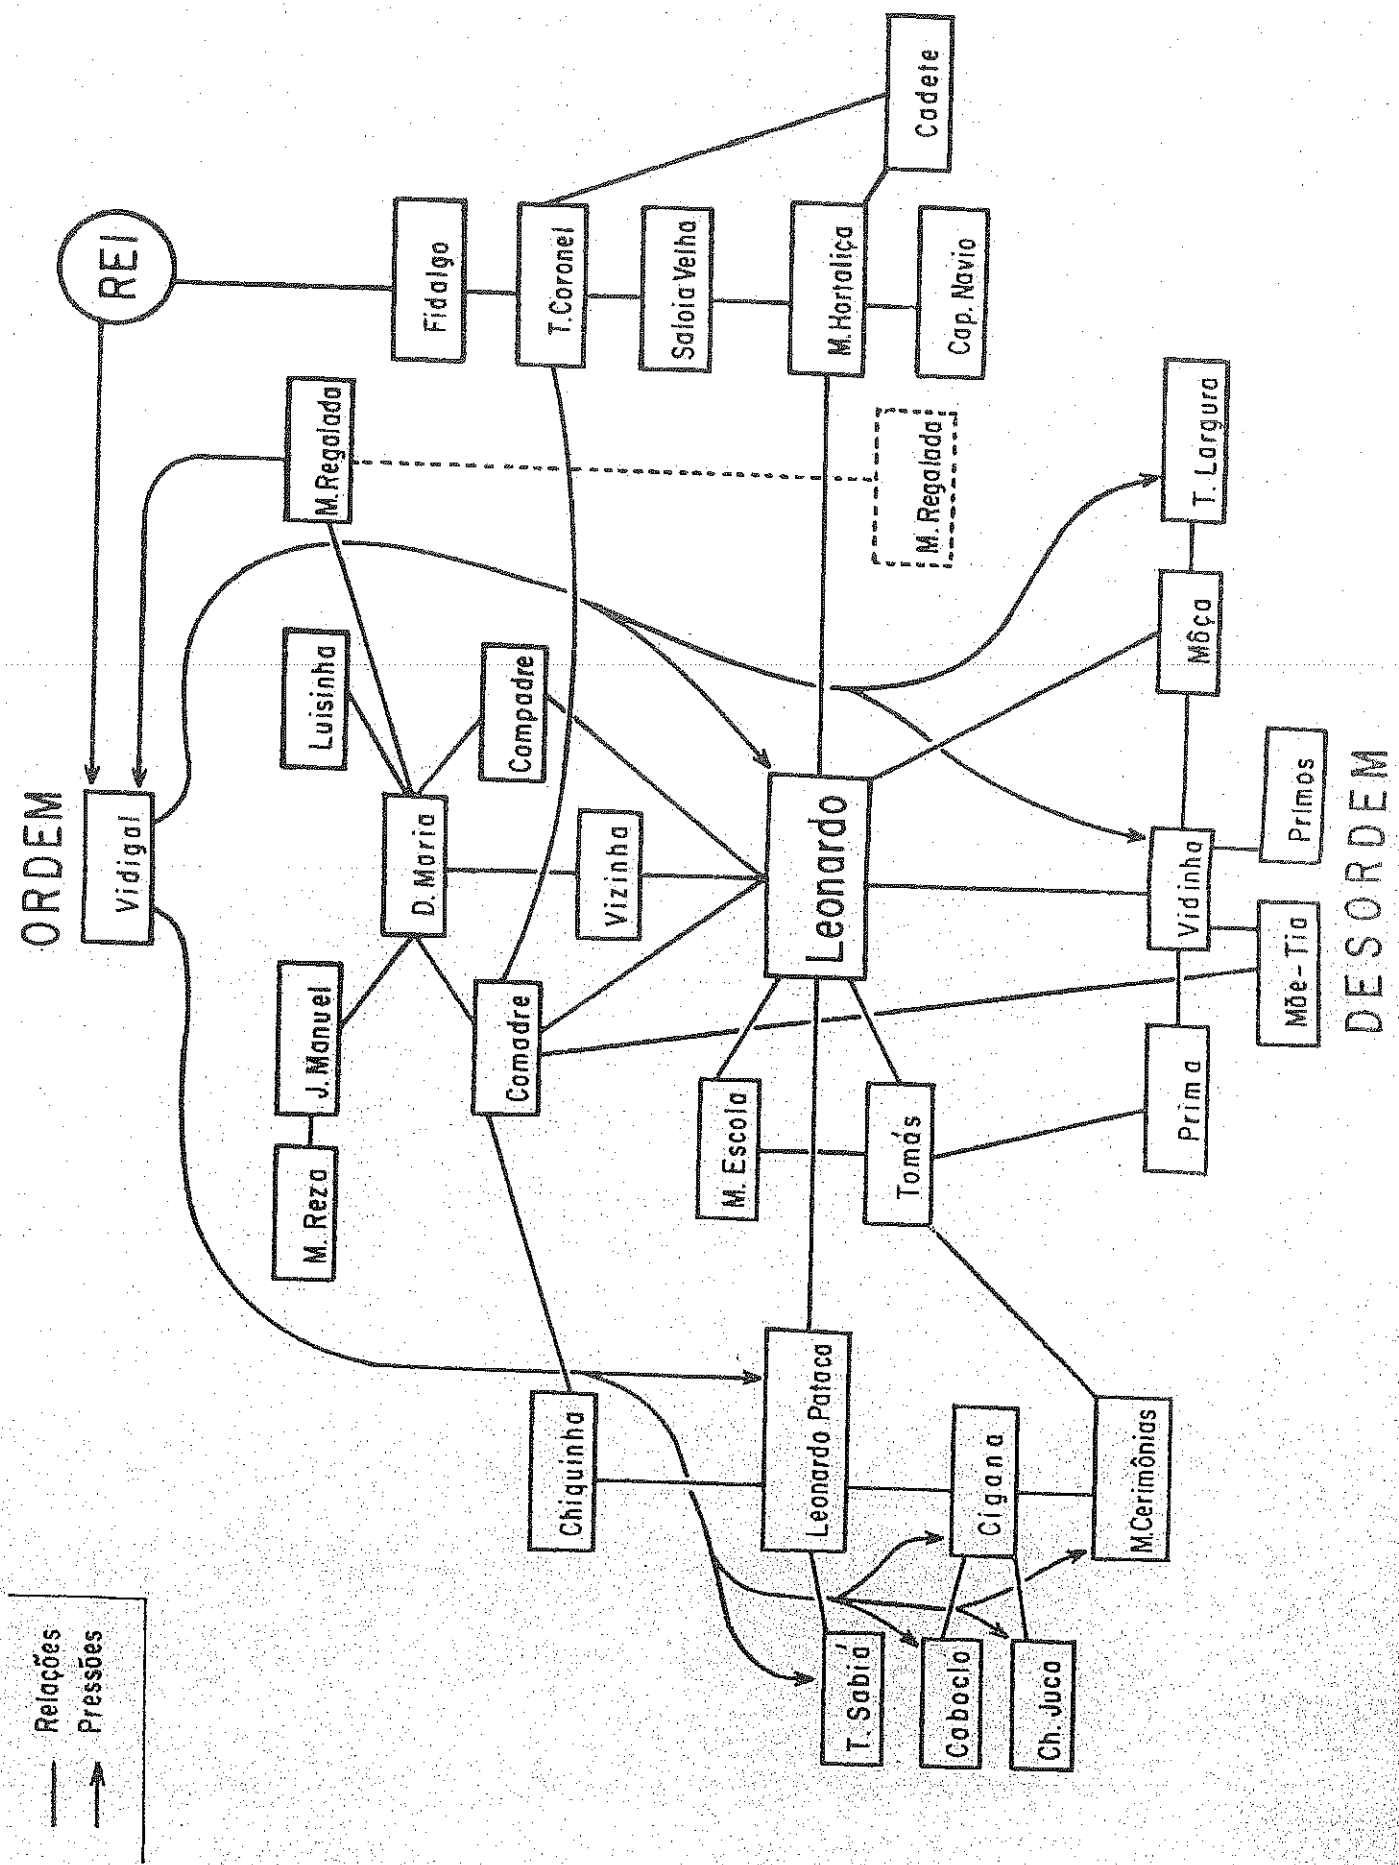 ORDEM
REI
Vidigal
M. Reza
J. Manuel
Luisinha
M. Regalada
Fidalgo
D. Maria
Comadre
Compadre
T. Coronel
Chiquinha
Vizinha
Saloia Velha
M. Escola
Leonardo Pataca
Leonardo
M. Hortaliça
T. Sabiá
Tomás
M. Regalada
Cadete
Caboclo
Cigana
Cap. Navio
Ch. Juca
M. Cerimônias
Prima
Vidinha
Môça
T. Largura
Mãe-Tia
Primos
DESORDEM
Relações
Pressões